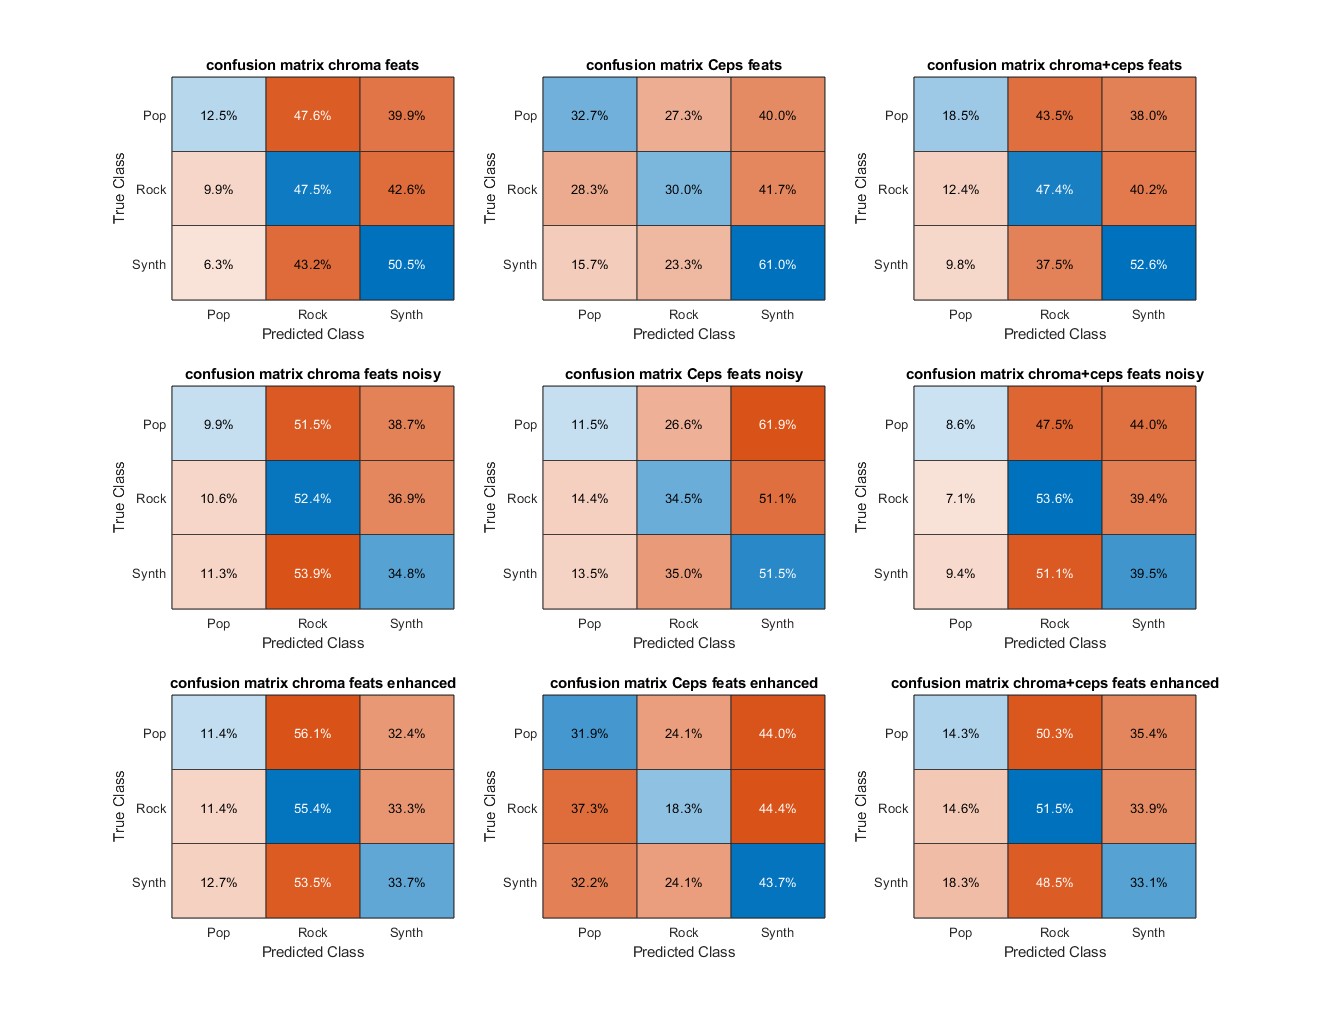 confusion matrix chroma feats
True Class
Pop 12.5% 47.6% 39.9%
Rock 9.9% 47.5% 42.6%
Synth 6.3% 43.2% 50.5%
Pop Rock Synth
Predicted Class
confusion matrix Ceps feats
True Class
Pop 32.7% 27.3% 40.0%
Rock 28.3% 30.0% 41.7%
Synth 15.7% 23.3% 61.0%
Pop Rock Synth
Predicted Class
confusion matrix chroma+ceps feats
True Class
Pop 18.5% 43.5% 38.0%
Rock 12.4% 47.4% 40.2%
Synth 9.8% 37.5% 52.6%
Pop Rock Synth
Predicted Class
confusion matrix chroma feats noisy
True Class
Pop 9.9% 51.5% 38.7%
Rock 10.6% 52.4% 36.9%
Synth 11.3% 53.9% 34.8%
Pop Rock Synth
Predicted Class
confusion matrix Ceps feats noisy
True Class
Pop 11.5% 26.6% 61.9%
Rock 14.4% 34.5% 51.1%
Synth 13.5% 35.0% 51.5%
Pop Rock Synth
Predicted Class
confusion matrix chroma+ceps feats noisy
True Class
Pop 8.6% 47.5% 44.0%
Rock 7.1% 53.6% 39.4%
Synth 9.4% 51.1% 39.5%
Pop Rock Synth
Predicted Class
confusion matrix chroma feats enhanced
True Class
Pop 11.4% 56.1% 32.4%
Rock 11.4% 55.4% 33.3%
Synth 12.7% 53.5% 33.7%
Pop Rock Synth
Predicted Class
confusion matrix Ceps feats enhanced
True Class
Pop 31.9% 24.1% 44.0%
Rock 37.3% 18.3% 44.4%
Synth 32.2% 24.1% 43.7%
Pop Rock Synth
Predicted Class
confusion matrix chroma+ceps feats enhanced
True Class
Pop 14.3% 50.3% 35.4%
Rock 14.6% 51.5% 33.9%
Synth 18.3% 48.5% 33.1%
Pop Rock Synth
Predicted Class